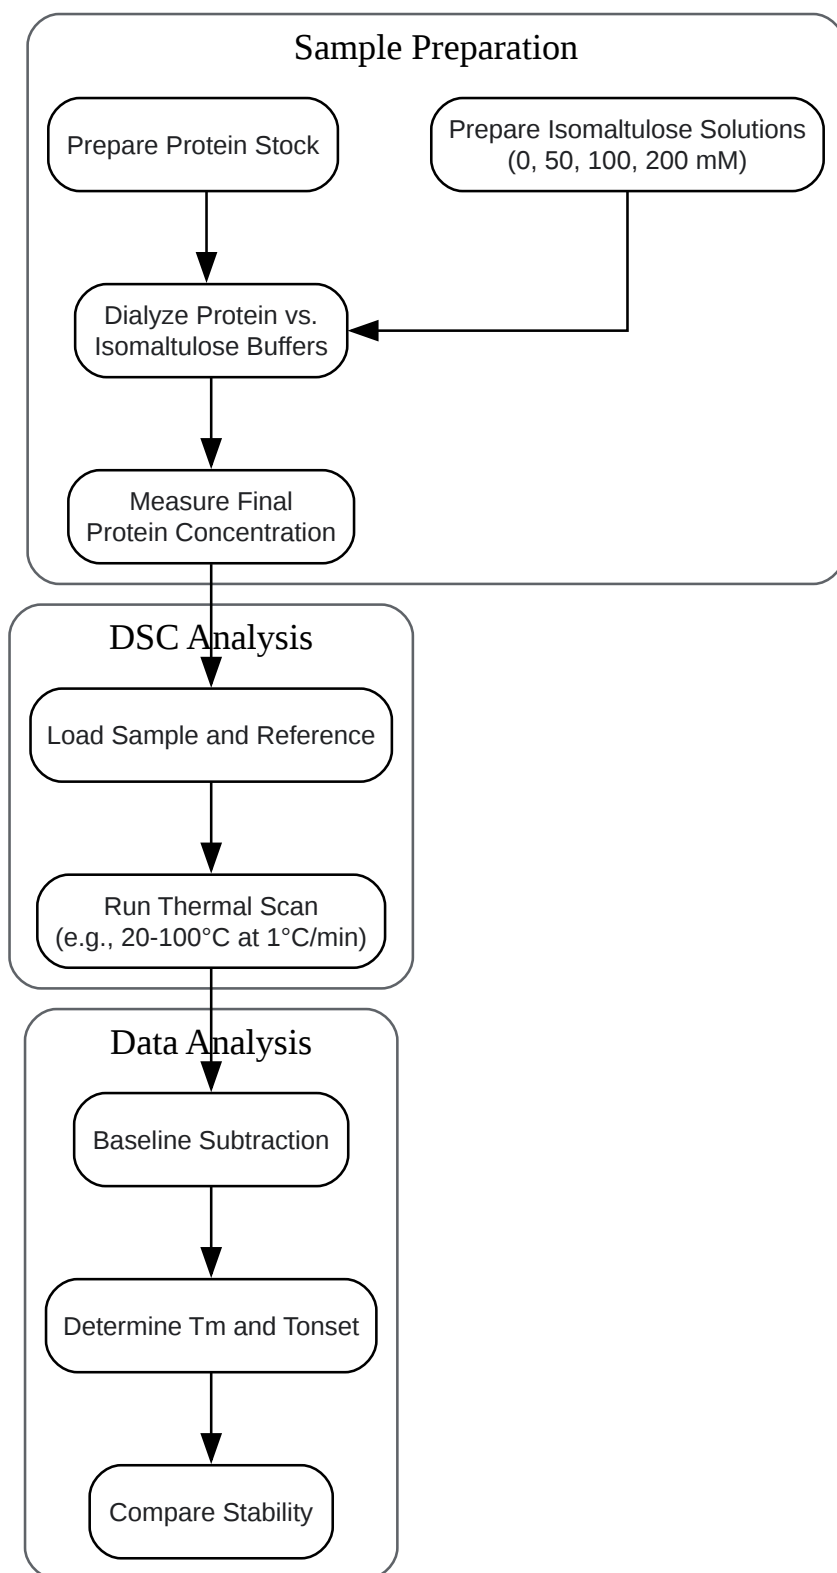 Sample Preparation
Prepare Protein Stock
Prepare Isomaltulose Solutions
(0, 50, 100, 200 mM)
Dialyze Protein vs.
Isomaltulose Buffers
Measure Final
Protein Concentration
DSC Analysis
Load Sample and Reference
Run Thermal Scan
(e.g., 20-100°C at 1°C/min)
Data Analysis
Baseline Subtraction
Determine Tm and Tonset
Compare Stability